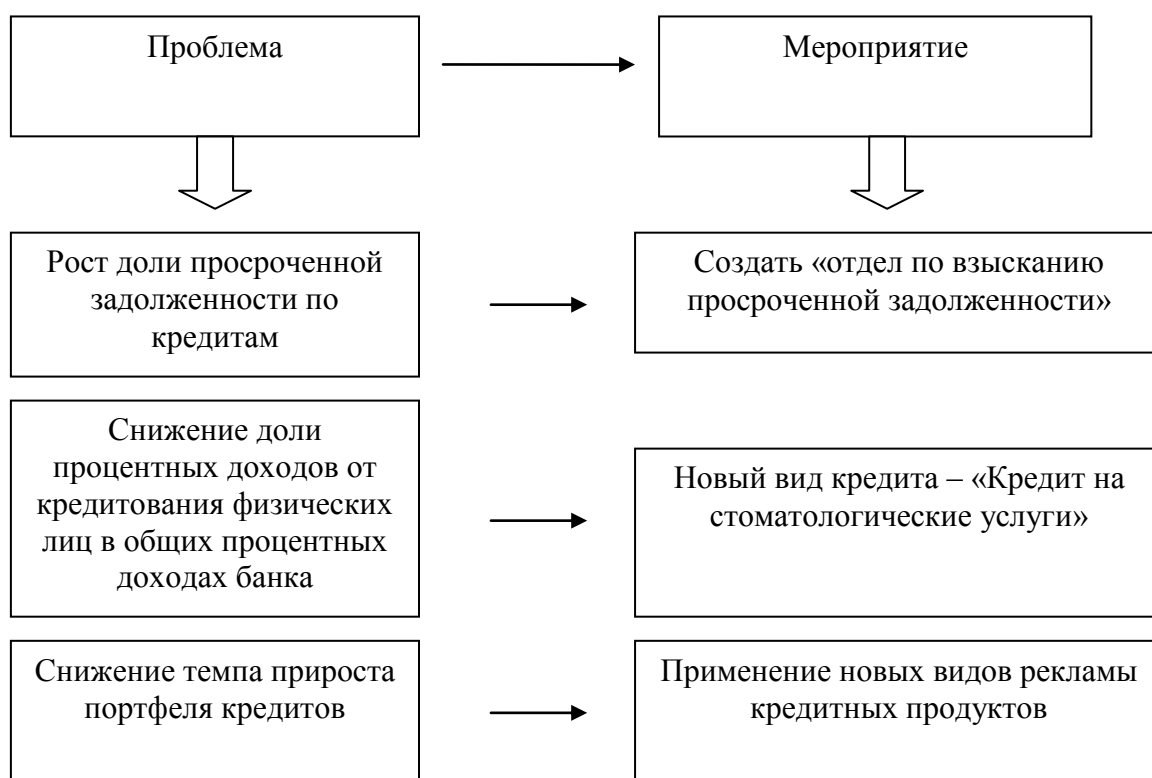 Проблема
Мероприятие
Рост доли просроченной
задолженности по
кредитам
Создать «отдел по взысканию
просроченной задолженности»
Снижение доли
процентных доходов от
кредитования физических
лиц в общих процентных
доходах банка
Новый вид кредита – «Кредит на
стоматологические услуги»
Снижение темпа прироста
портфеля кредитов
Применение новых видов рекламы
кредитных продуктов